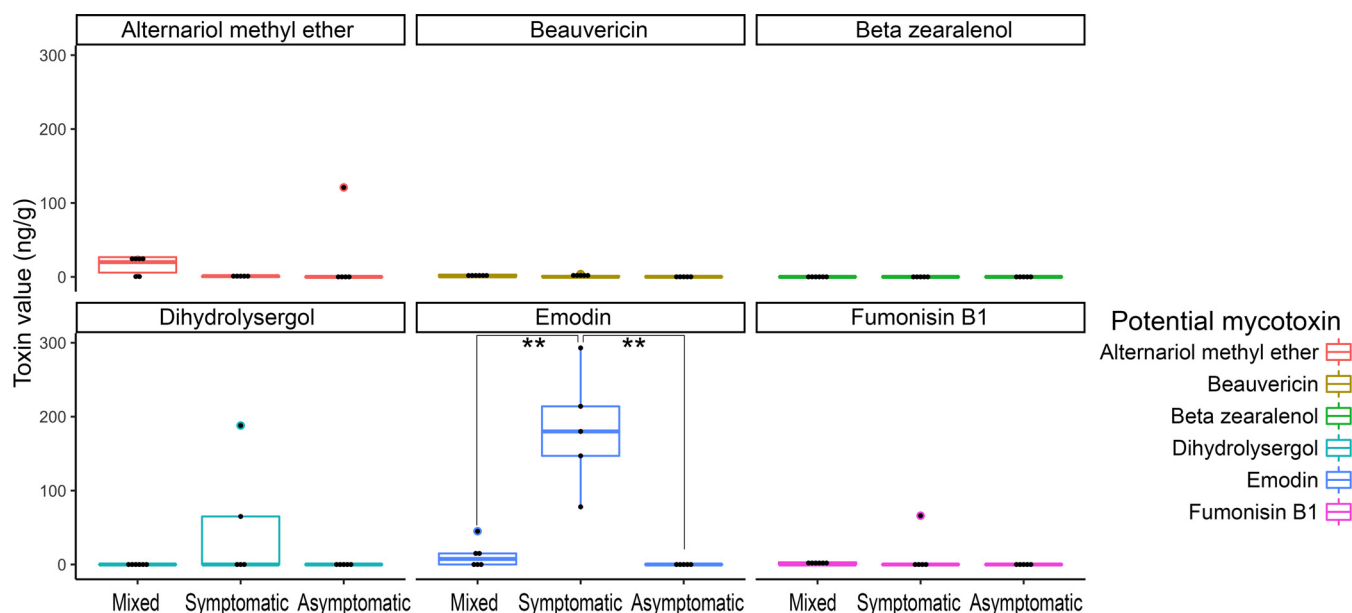 Alternariol methyl ether Beauvericin Beta zearalenol
300
200
100
0
Toxin value (ng/g)
Dihydrolysergol Emodin Fumonisin B1
300
200
100
0
** **
Mixed Symptomatic Asymptomatic Mixed Symptomatic Asymptomatic Mixed Symptomatic Asymptomatic
Potential mycotoxin
Alternariol methyl ether
Beauvericin
Beta zearalenol
Dihydrolysergol
Emodin
Fumonisin B1